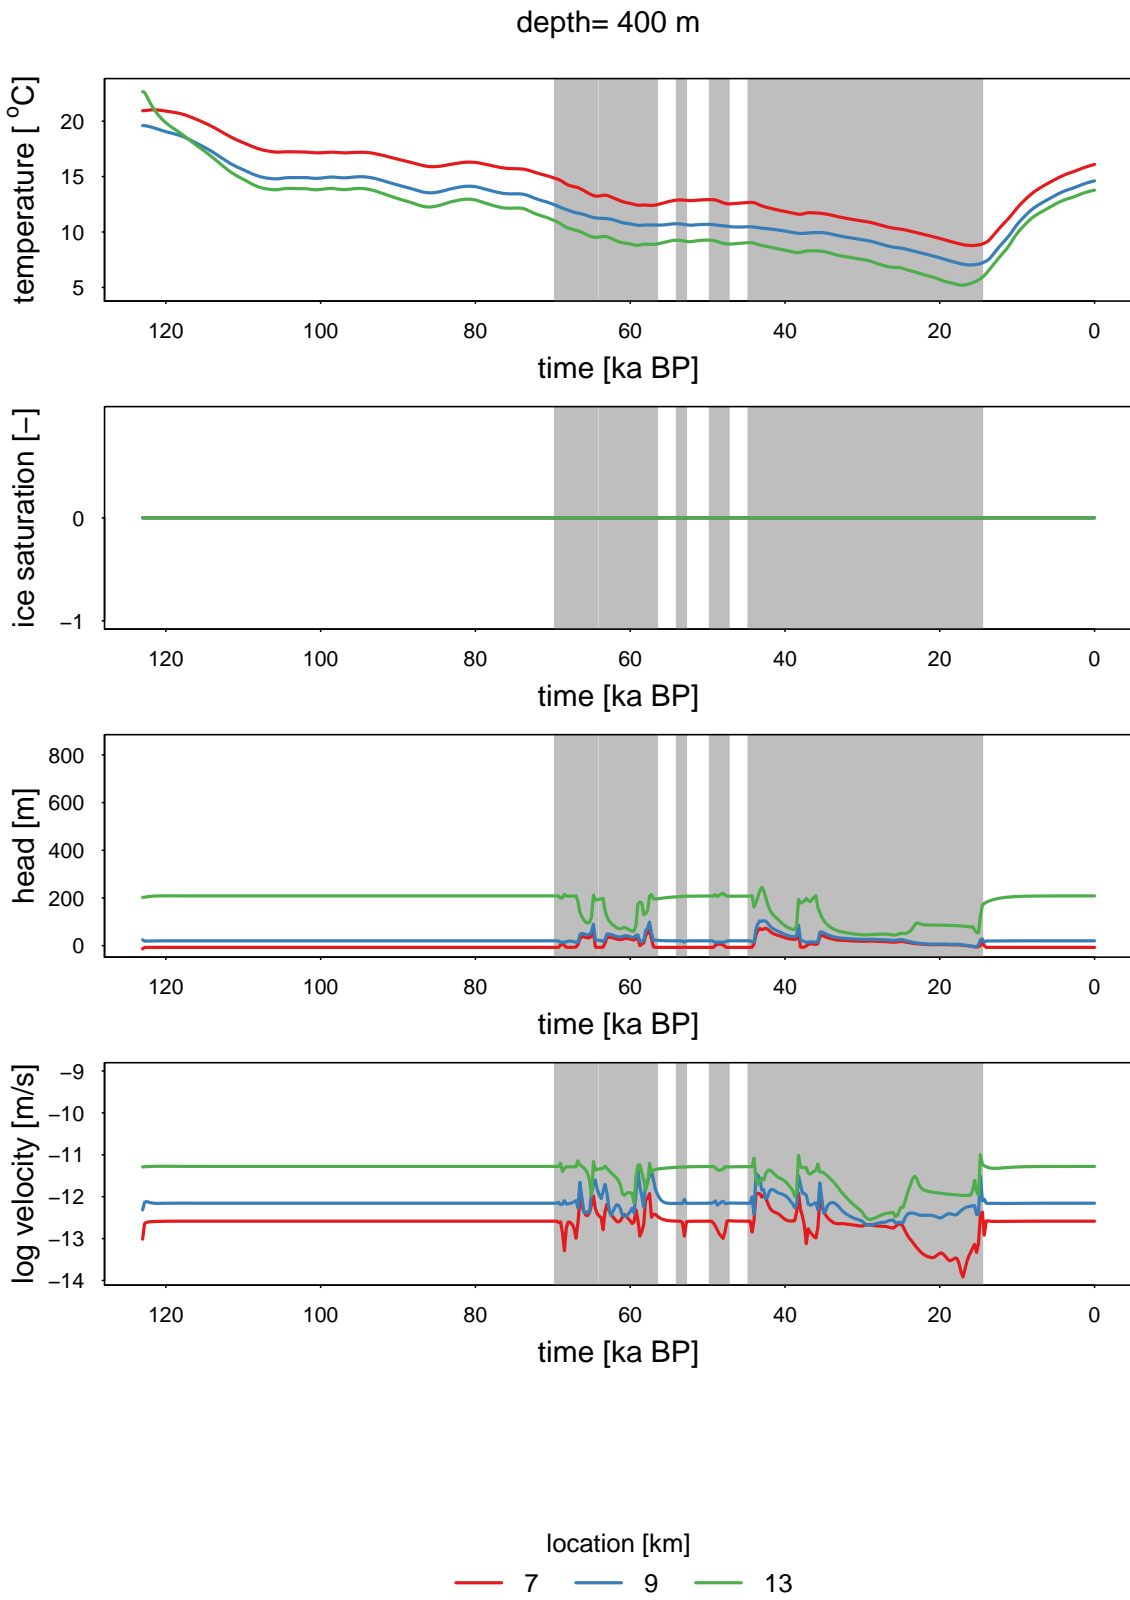 depth= 400 m
temperature [ °C]
20
15
10
5
120 100 80 60 40 20 0
time [ka BP]
ice saturation [−]
0
−1
120 100 80 60 40 20 0
time [ka BP]
head [m]
800
600
400
200
0
120 100 80 60 40 20 0
time [ka BP]
log velocity [m/s]
−9
−10
−11
−12
−13
−14
120 100 80 60 40 20 0
time [ka BP]
location [km]
7 9 13